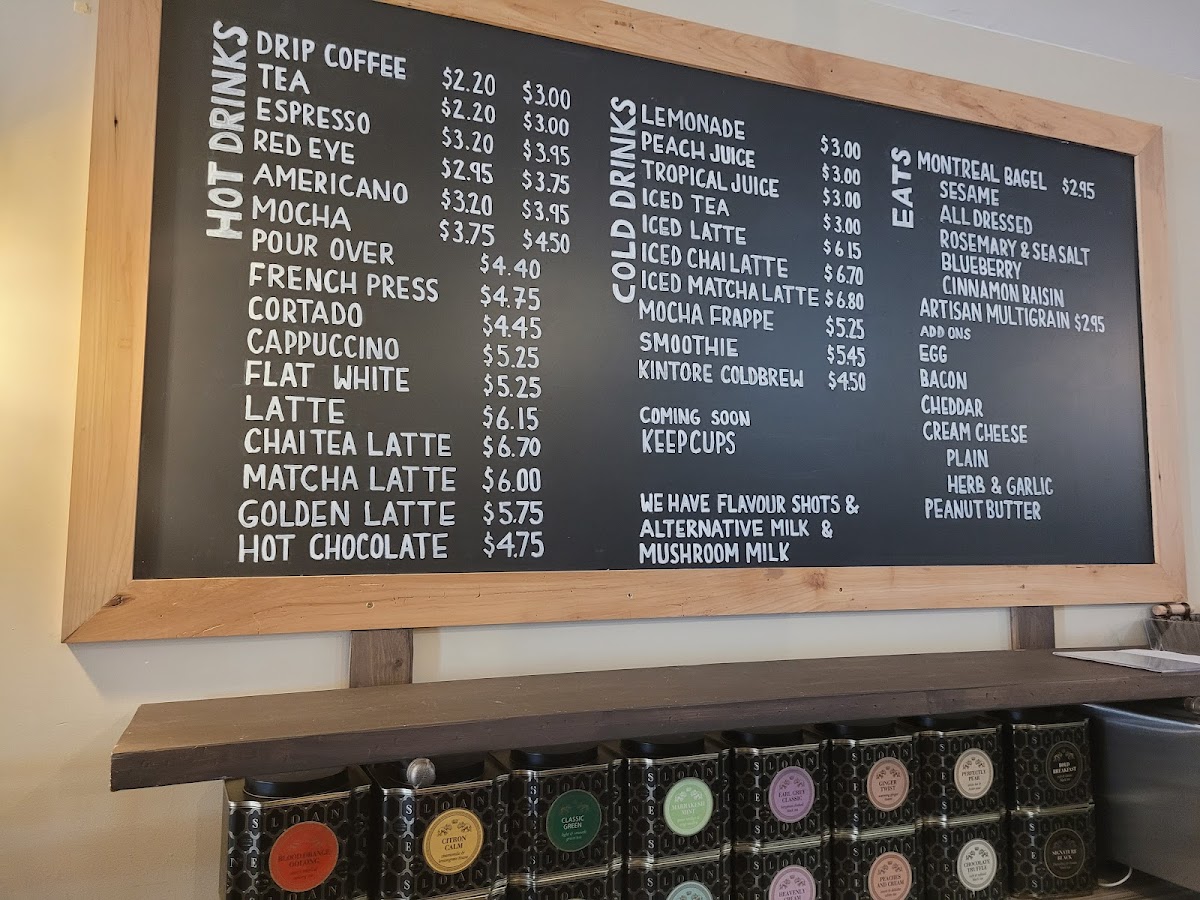 HOT DRINKS
DRIP COFFEE $2.20 $3.00
TEA $2.20 $3.00
ESPRESSO $3.20 $3.95
RED EYE $2.95 $3.75
AMERICANO $3.20 $3.95
MOCHA $3.75 $4.50
POUR OVER $4.40
FRENCH PRESS $4.75
CORTADO $4.45
CAPPUCCINO $5.25
FLAT WHITE $5.25
LATTE $6.15
CHAI TEA LATTE $6.70
MATCHA LATTE $6.00
GOLDEN LATTE $5.75
HOT CHOCOLATE $4.75
COLD DRINKS
LEMONADE $3.00
PEACH JUICE $3.00
TROPICAL JUICE $3.00
ICED TEA $3.00
ICED LATTE $6.15
ICED CHAI LATTE $6.70
ICED MATCHA LATTE $6.80
MOCHA FRAPPE $5.25
SMOOTHIE $5.45
KINTORE COLDBREW $4.50
COMING SOON
KEEPCUPS
WE HAVE FLAVOUR SHOTS &
ALTERNATIVE MILK &
MUSHROOM MILK
EATS
MONTREAL BAGEL $2.95
SESAME
ALL DRESSED
ROSEMARY & SEA SALT
BLUEBERRY
CINNAMON RAISIN
ARTISAN MULTIGRAIN $2.95
ADD ONS
EGG
BACON
CHEDDAR
CREAM CHEESE
PLAIN
HERB & GARLIC
PEANUT BUTTER
SLOANE
BLOOD ORANGE
CITRON
CALM
CLASSIC
GREEN
MARRAKESH
MINT
EARL GREY
CLASSIC
GINGER
TWIST
PERFECTLY
PEAR
BOLD
BREAKFAST
HEAVENLY
CREAM
PEACHES
AND CREAM
CHOCOLATE
TRUFFLE
SIGNATURE
BLACK